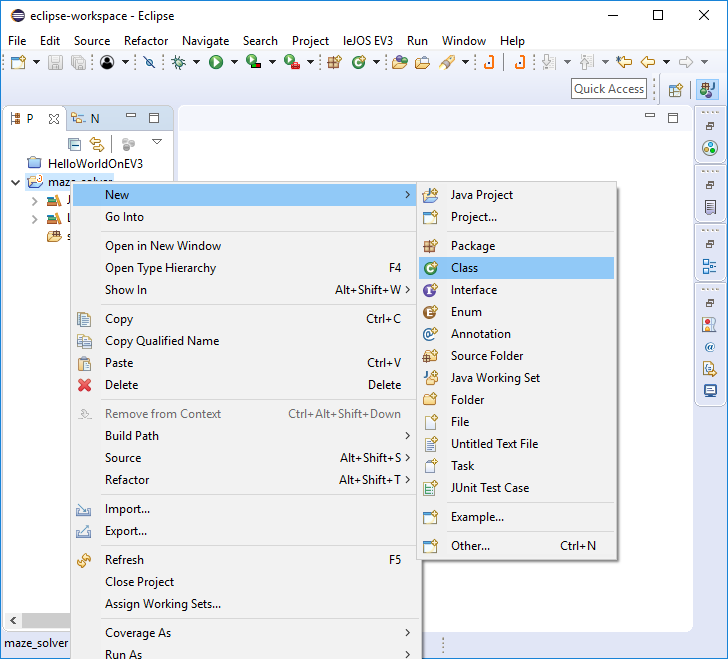 eclipse-workspace - Eclipse
File Edit Source Refactor Navigate Search Project leJOS EV3 Run Window Help
Quick Access
P N
HelloWorldOnEV3
maze_solver
New
Go Into
Open in New Window
Open Type Hierarchy F4
Show In Alt+Shift+W
Copy Ctrl+C
Copy Qualified Name
Paste Ctrl+V
Delete Delete
Remove from Context Ctrl+Alt+Shift+Down
Build Path
Source Alt+Shift+S
Refactor Alt+Shift+T
Import...
Export...
Refresh F5
Close Project
Assign Working Sets...
Coverage As
Run As
Java Project
Project...
Package
Class
Interface
Enum
Annotation
Source Folder
Java Working Set
Folder
File
Untitled Text File
Task
JUnit Test Case
Example...
Other... Ctrl+N
maze_solver